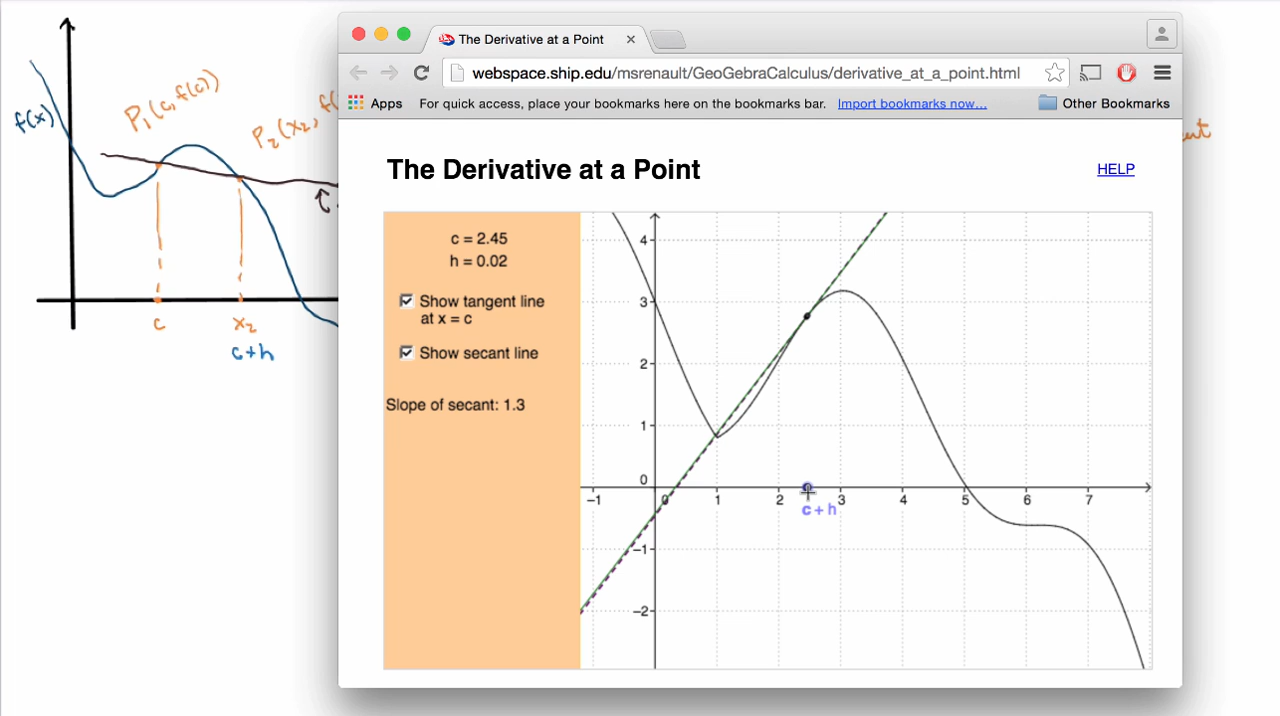 The Derivative at a Point
webspace.ship.edu/msrenault/GeoGebraCalculus/derivative_at_a_point.html
Apps For quick access, place your bookmarks here on the bookmarks bar. Import bookmarks now... Other Bookmarks
f(x)
P₁(c, f(c))
P₂(x₂, f(
c
x₂
c+h
The Derivative at a Point
HELP
c = 2.45
h = 0.02
Show tangent line
at x = c
Show secant line
Slope of secant: 1.3
4
3
2
1
0
−1
−2
−1 0 1 2 3 4 5 6 7
c + h